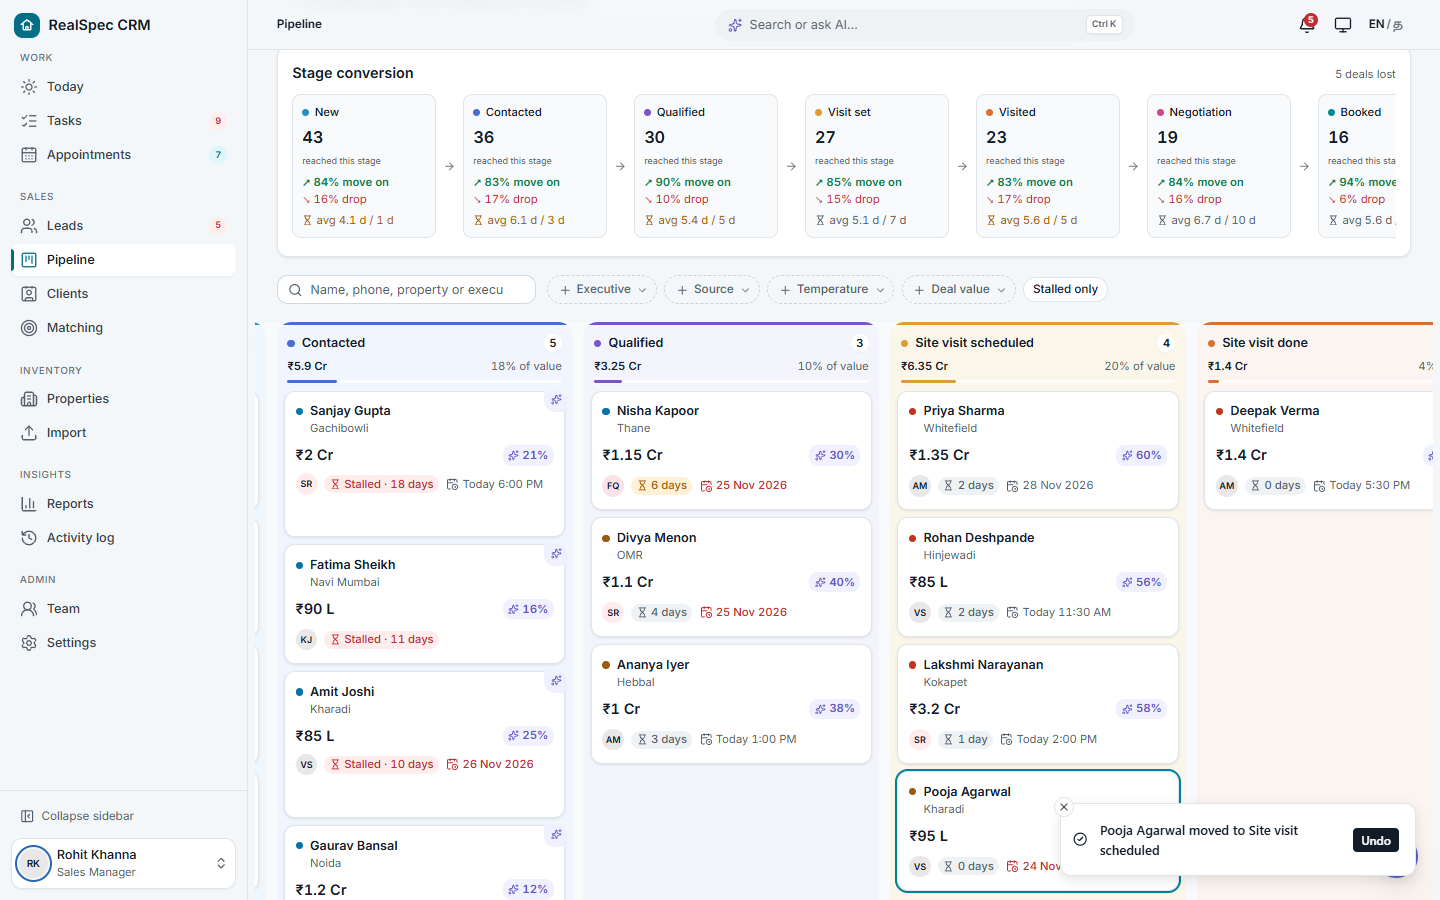 RealSpec CRM
WORK
Today
Tasks 9
Appointments 7
SALES
Leads 5
Pipeline
Clients
Matching
INVENTORY
Properties
Import
INSIGHTS
Reports
Activity log
ADMIN
Team
Settings
Collapse sidebar
RK Rohit Khanna
Sales Manager
Pipeline
Search or ask AI... Ctrl K
5
EN / த
Stage conversion 5 deals lost
New
43
reached this stage
84% move on
16% drop
avg 4.1 d / 1 d
Contacted
36
reached this stage
83% move on
17% drop
avg 6.1 d / 3 d
Qualified
30
reached this stage
90% move on
10% drop
avg 5.4 d / 5 d
Visit set
27
reached this stage
85% move on
15% drop
avg 5.1 d / 7 d
Visited
23
reached this stage
83% move on
17% drop
avg 5.6 d / 5 d
Negotiation
19
reached this stage
84% move on
16% drop
avg 6.7 d / 10 d
Booked
16
reached this sta
94% move
6% drop
avg 5.6 d /
Name, phone, property or execu
+ Executive
+ Source
+ Temperature
+ Deal value
Stalled only
Contacted 5
₹5.9 Cr 18% of value
Sanjay Gupta
Gachibowli
₹2 Cr 21%
SR Stalled · 18 days Today 6:00 PM
Fatima Sheikh
Navi Mumbai
₹90 L 16%
KJ Stalled · 11 days
Amit Joshi
Kharadi
₹85 L 25%
VS Stalled · 10 days 26 Nov 2026
Gaurav Bansal
Noida
₹1.2 Cr 12%
Qualified 3
₹3.25 Cr 10% of value
Nisha Kapoor
Thane
₹1.15 Cr 30%
FQ 6 days 25 Nov 2026
Divya Menon
OMR
₹1.1 Cr 40%
SR 4 days 25 Nov 2026
Ananya Iyer
Hebbal
₹1 Cr 38%
AM 3 days Today 1:00 PM
Site visit scheduled 4
₹6.35 Cr 20% of value
Priya Sharma
Whitefield
₹1.35 Cr 60%
AM 2 days 28 Nov 2026
Rohan Deshpande
Hinjewadi
₹85 L 56%
VS 2 days Today 11:30 AM
Lakshmi Narayanan
Kokapet
₹3.2 Cr 58%
SR 1 day Today 2:00 PM
Pooja Agarwal
Kharadi
₹95 L
VS 0 days 24 Nov
Site visit done
₹1.4 Cr 4%
Deepak Verma
Whitefield
₹1.4 Cr
AM 0 days Today 5:30 PM
Pooja Agarwal moved to Site visit
scheduled
Undo